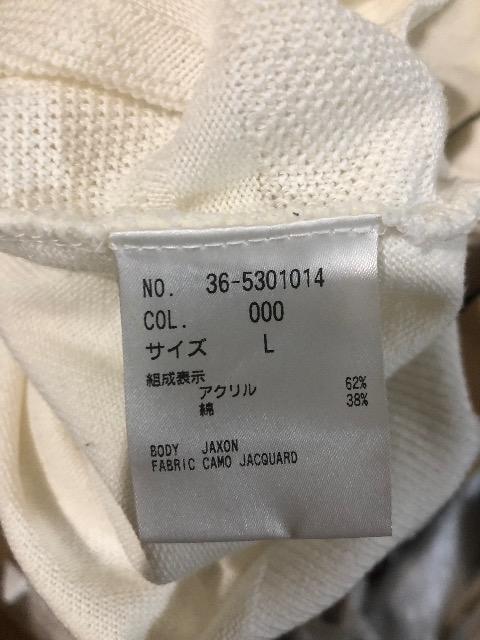 NO. 36-5301014
COL. 000
サイズ L
組成表示
アクリル 62%
綿 38%
BODY JAXON
FABRIC CAMO JACQUARD